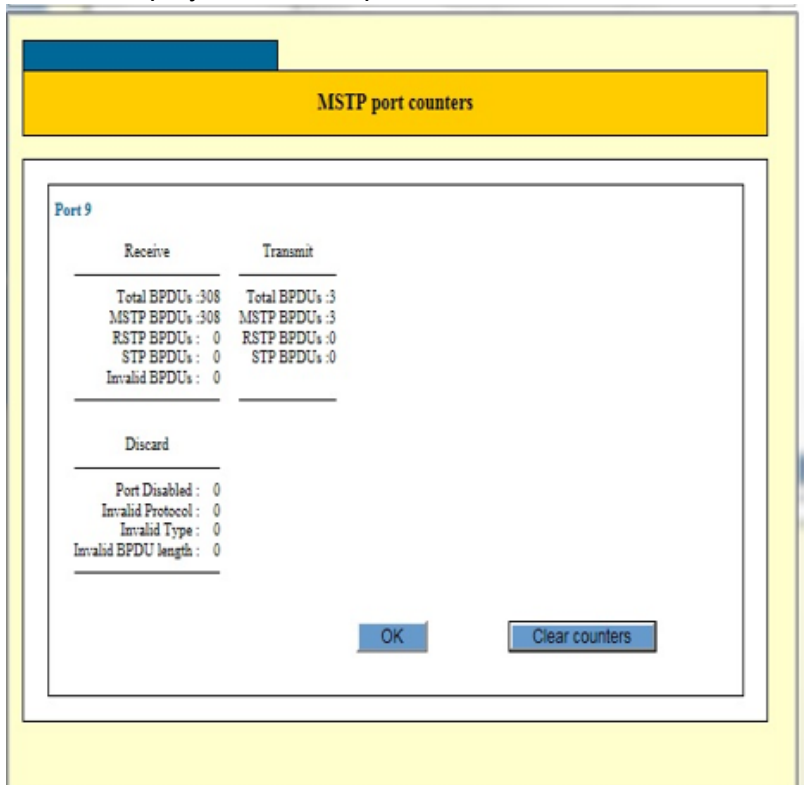 MSTP port counters
Port 9
Receive Transmit
Total BPDUs :308 Total BPDUs :3
MSTP BPDUs :308 MSTP BPDUs :3
RSTP BPDUs : 0 RSTP BPDUs :0
STP BPDUs : 0 STP BPDUs :0
Invalid BPDUs : 0
Discard
Port Disabled : 0
Invalid Protocol : 0
Invalid Type : 0
Invalid BPDU length : 0
OK Clear counters